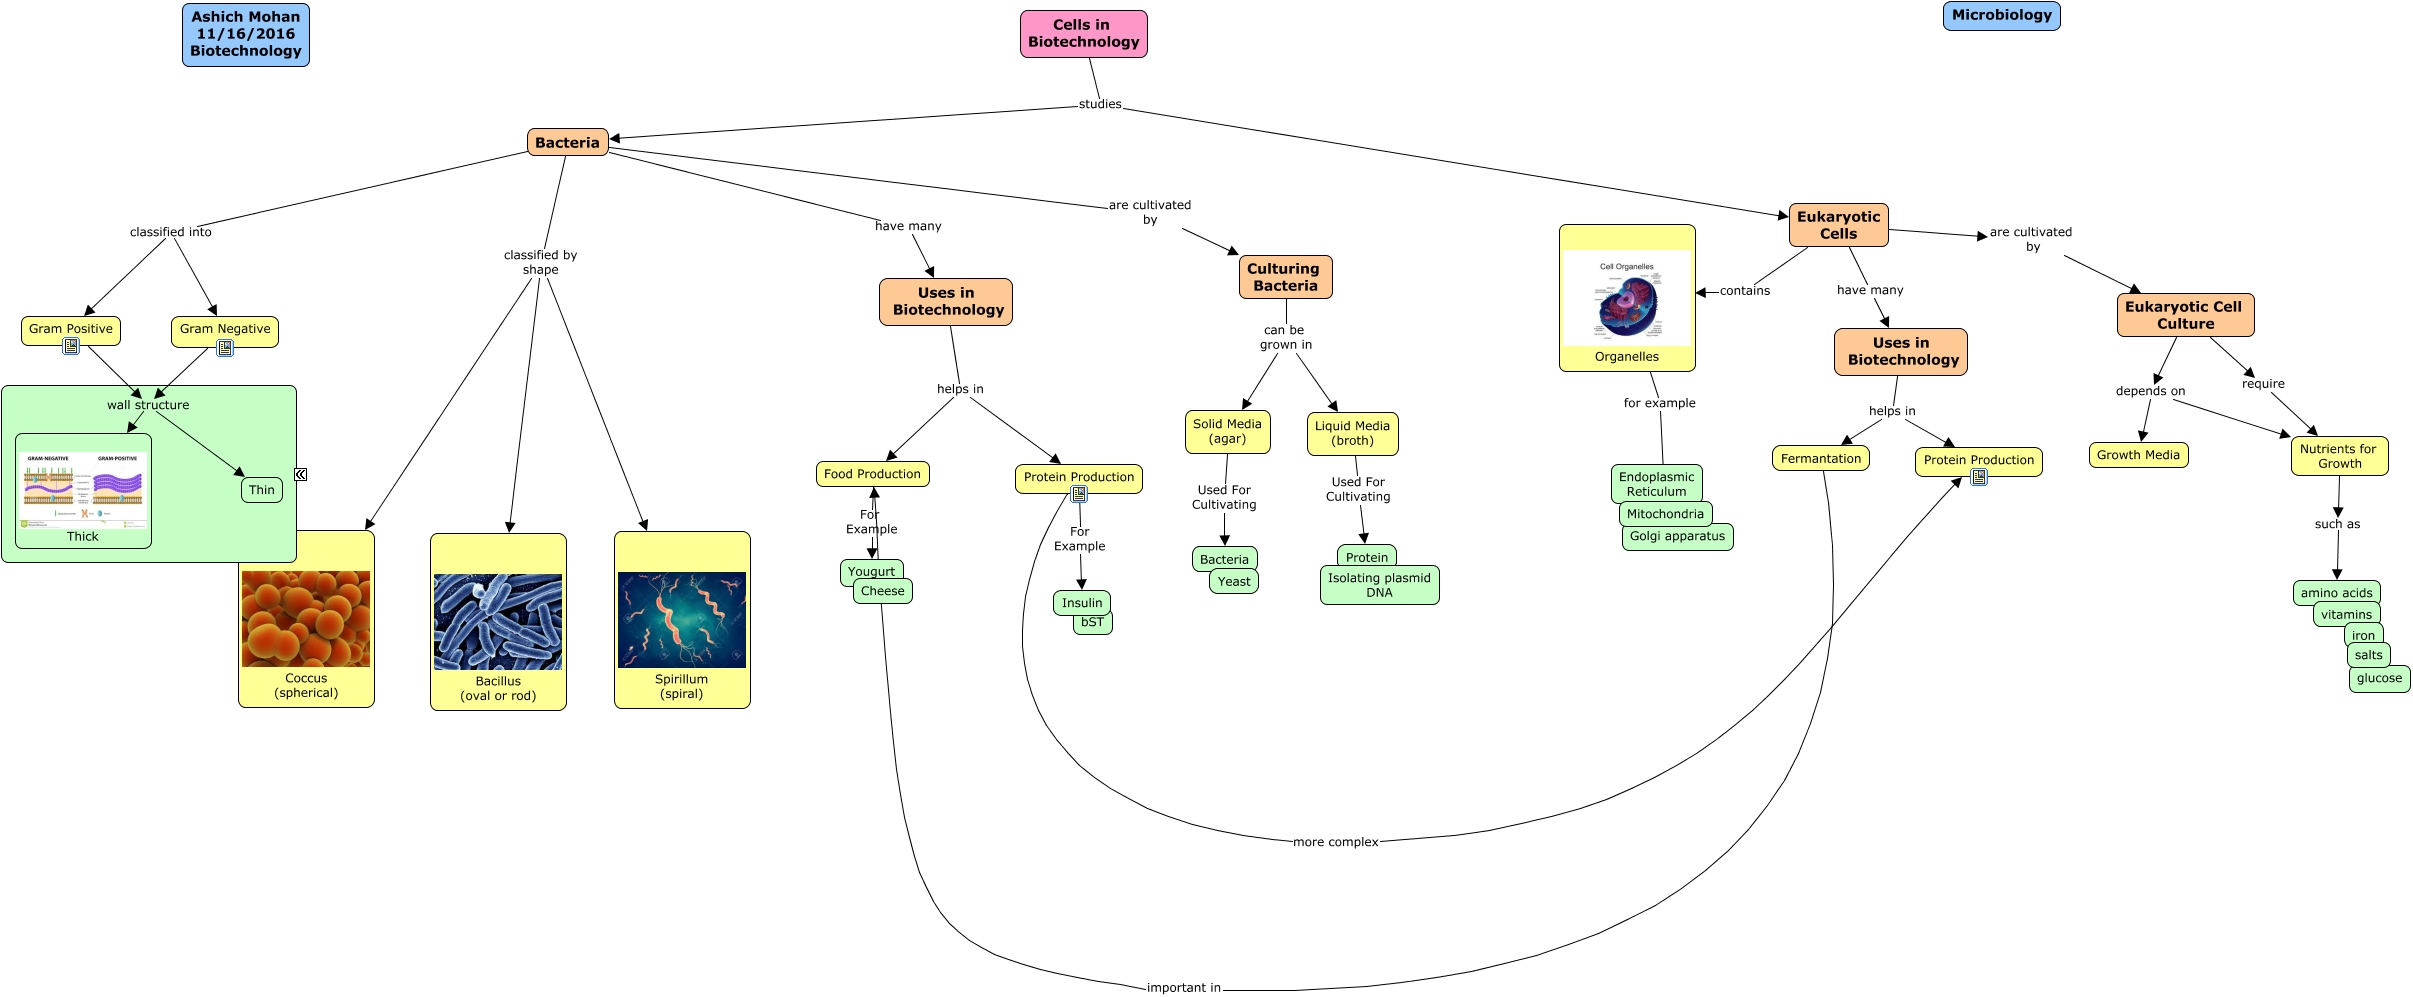 Ashich Mohan
11/16/2016
Biotechnology
Cells in
Biotechnology
Microbiology
studies
Bacteria
classified into
Gram Positive
Gram Negative
wall structure
GRAM-NEGATIVE
GRAM-POSITIVE
Thick
Thin
classified by
shape
Coccus
(spherical)
Bacillus
(oval or rod)
Spirillum
(spiral)
have many
Uses in
Biotechnology
helps in
Food Production
For
Example
Yougurt
Cheese
Protein Production
For
Example
Insulin
bST
are cultivated
by
Culturing
Bacteria
can be
grown in
Solid Media
(agar)
Used For
Cultivating
Bacteria
Yeast
Liquid Media
(broth)
Used For
Cultivating
Protein
Isolating plasmid
DNA
Eukaryotic
Cells
contains
Cell Organelles
Organelles
for example
Endoplasmic
Reticulum
Mitochondria
Golgi apparatus
have many
Uses in
Biotechnology
helps in
Fermantation
Protein Production
are cultivated
by
Eukaryotic Cell
Culture
depends on
require
Growth Media
Nutrients for
Growth
such as
amino acids
vitamins
iron
salts
glucose
more complex
important in